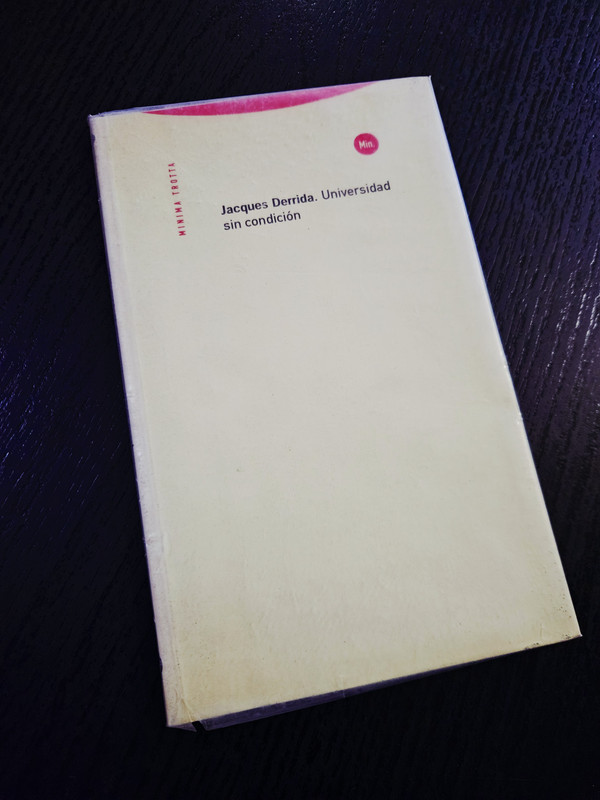 Min.
MINIMA TROTTA
Jacques Derrida. Universidad
sin condición